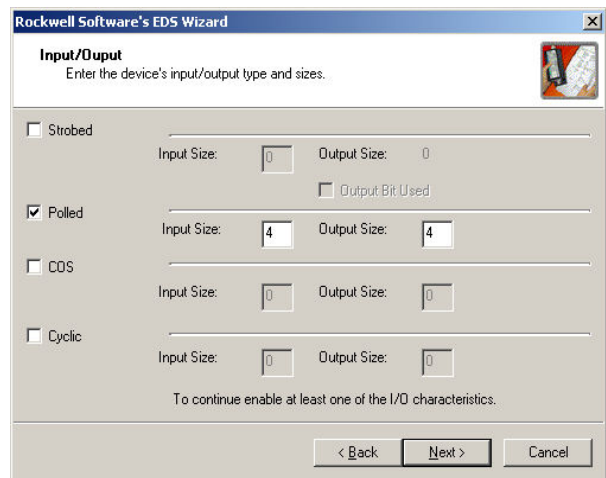 Rockwell Software's EDS Wizard
Input/Ouput
Enter the device's input/output type and sizes.
Strobed
Input Size: 0 Output Size: 0
Output Bit Used
Polled
Input Size: 4 Output Size: 4
COS
Input Size: 0 Output Size: 0
Cyclic
Input Size: 0 Output Size: 0
To continue enable at least one of the I/O characteristics.
< Back Next > Cancel